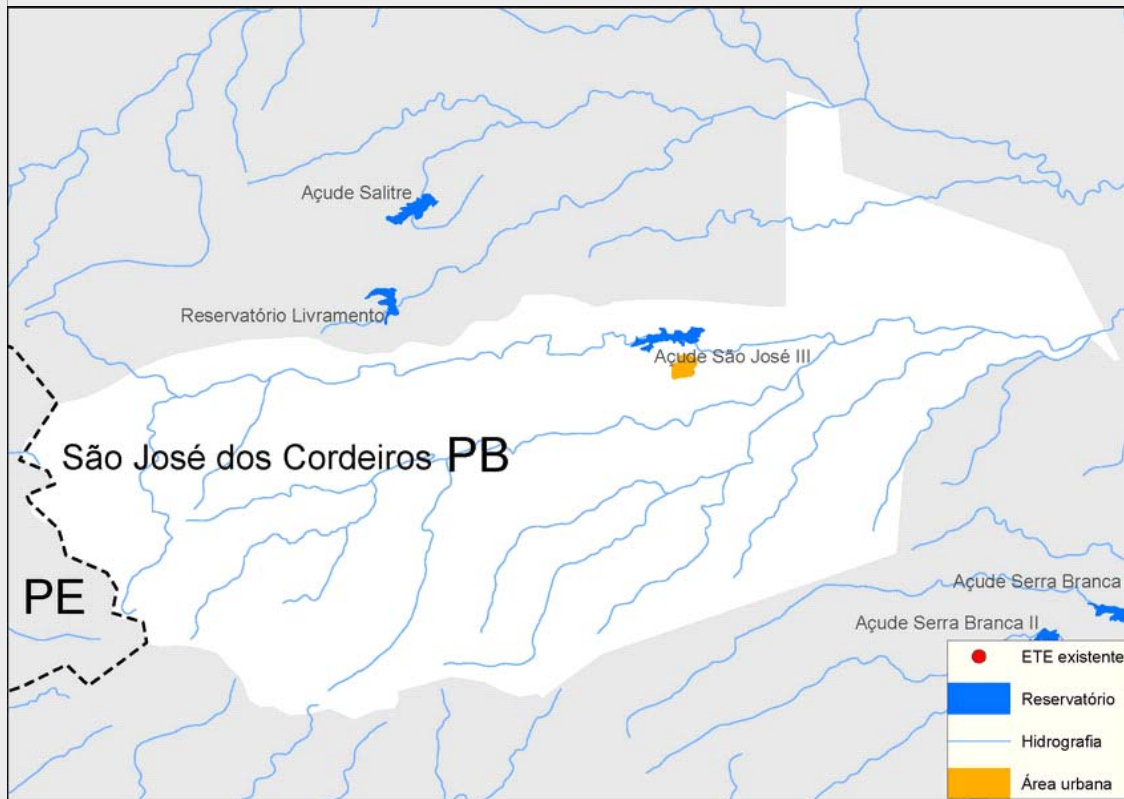 Açude Salitre
Reservatório Livramento
Açude São José III
São José dos Cordeiros PB
PE
Açude Serra Branca
Açude Serra Branca II
ETE existente
Reservatório
Hidrografia
Área urbana